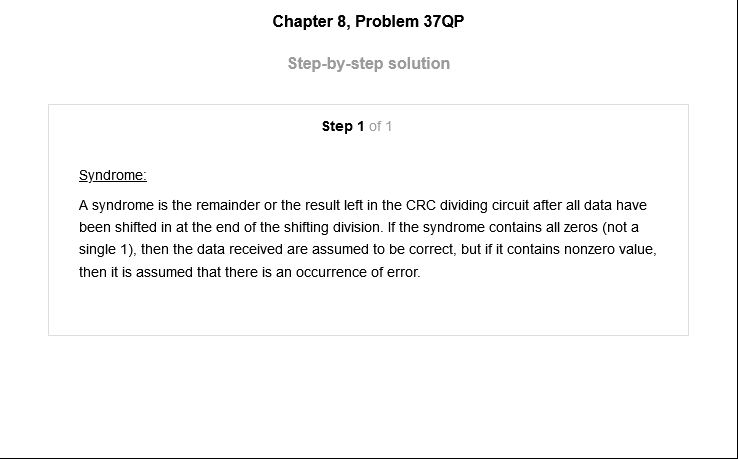 Chapter 8, Problem 37QP
Step-by-step solution
Step 1 of 1
Syndrome:
A syndrome is the remainder or the result left in the CRC dividing circuit after all data have
been shifted in at the end of the shifting division. If the syndrome contains all zeros (not a
single 1), then the data received are assumed to be correct, but if it contains nonzero value,
then it is assumed that there is an occurrence of error.